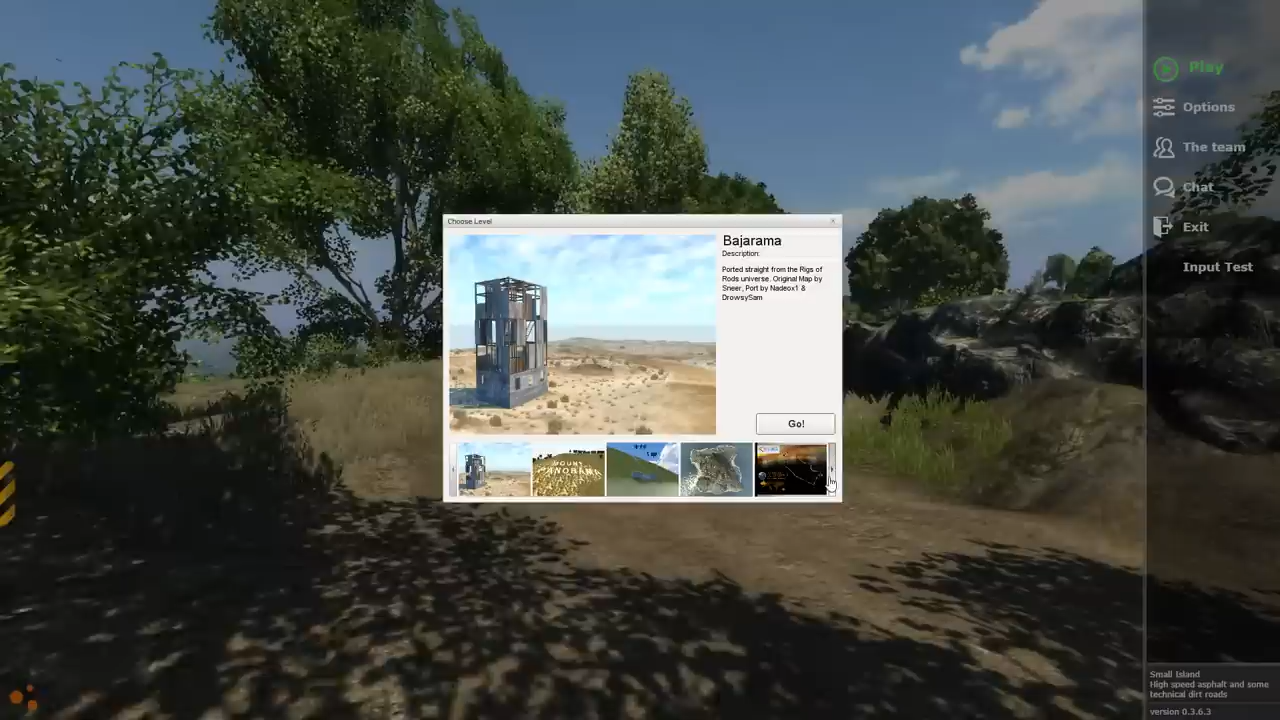 Play
Options
The team
Chat
Exit
Input Test
Choose Level
Bajarama
Description:
Ported straight from the Rigs of
Rods universe. Original Map by
Sneer, Port by Nadeox1 &
DrowsySam
Go!
MOUNT
PANORAMA
Small Island
High speed asphalt and some
technical dirt roads
version 0.3.6.3